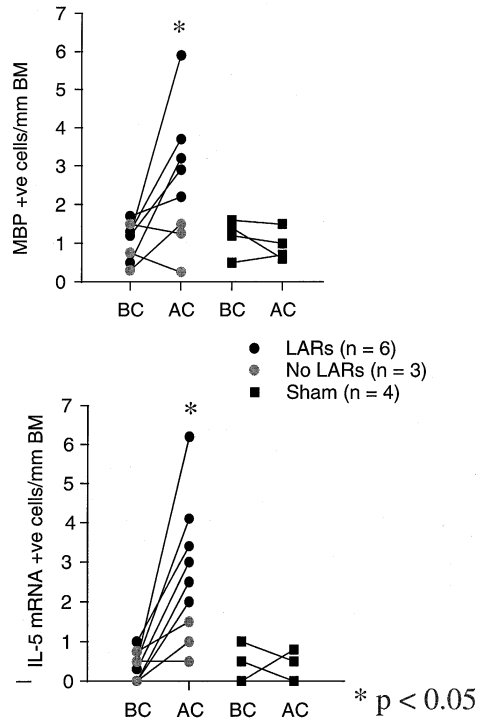 MBP +ve cells/mm BM
7
*
6
5
4
3
2
1
0
BC AC BC AC
LARs (n = 6)
No LARs (n = 3)
Sham (n = 4)
IL-5 mRNA +ve cells/mm BM
7
*
6
5
4
3
2
1
0
BC AC BC AC
* p < 0.05